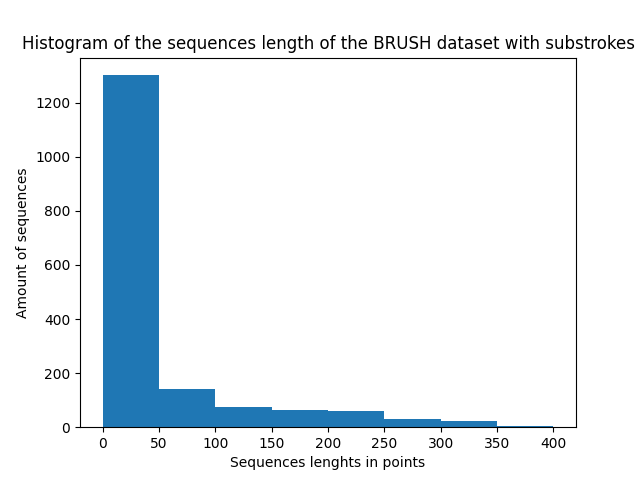 Histogram of the sequences length of the BRUSH dataset with substrokes
1200
1000
800
600
400
200
0
Amount of sequences
0 50 100 150 200 250 300 350 400
Sequences lenghts in points